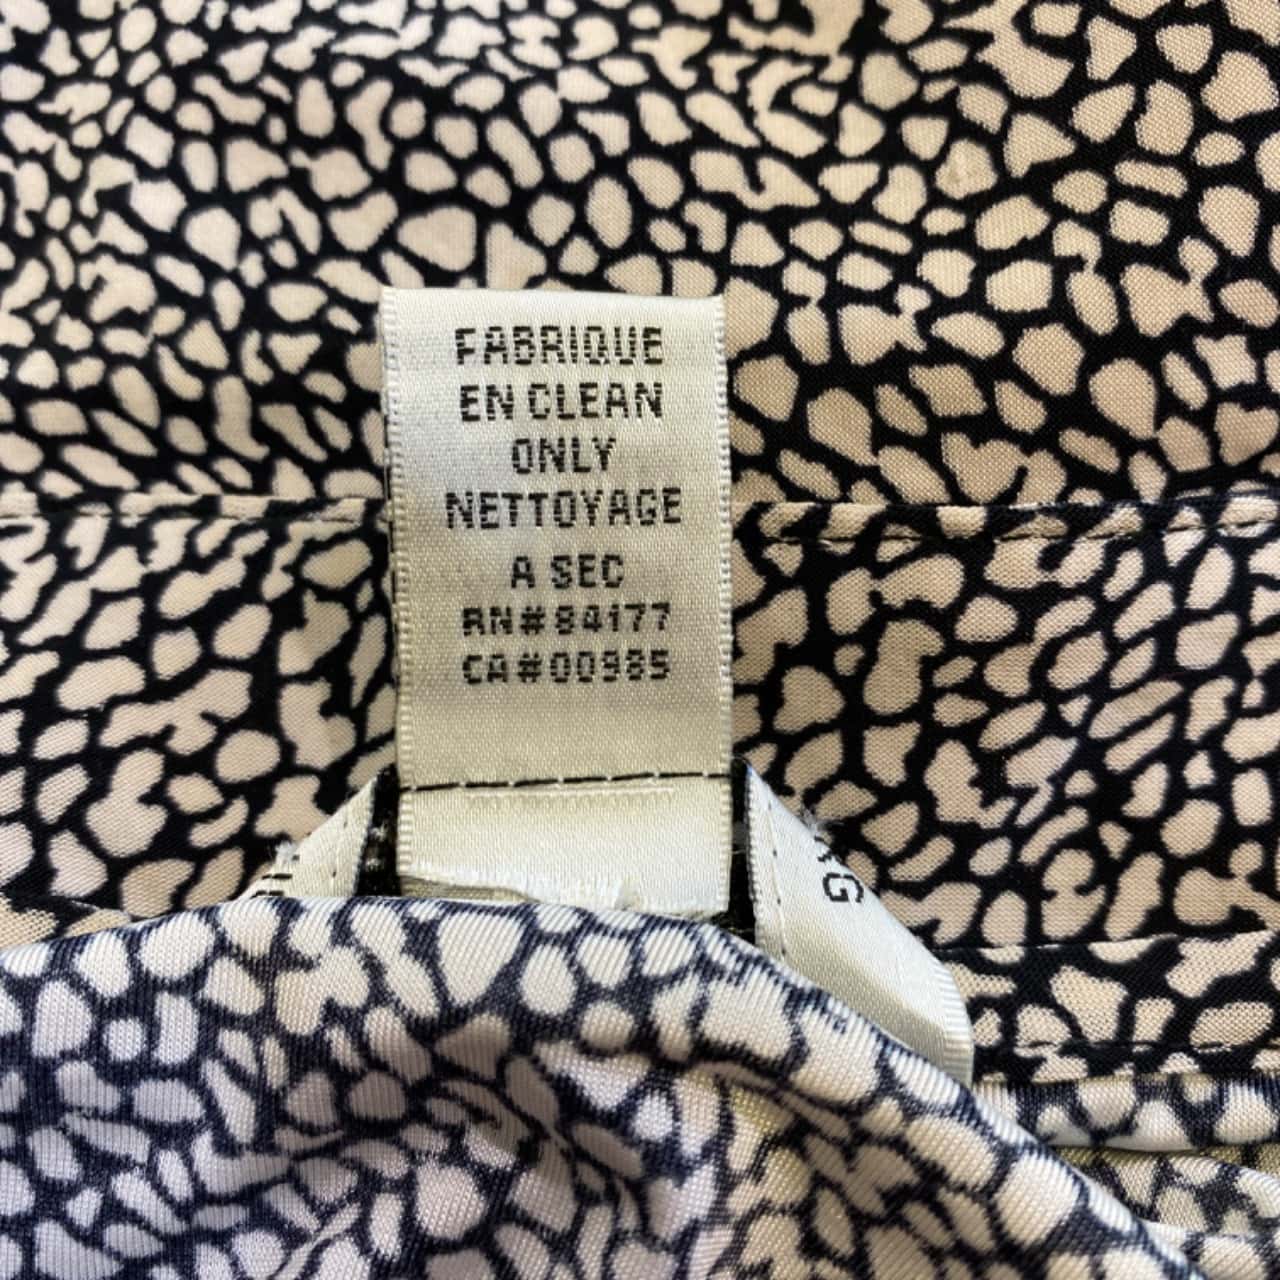 FABRIQUE
EN CLEAN
ONLY
NETTOYAGE
A SEC
RN#84177
CA#00985